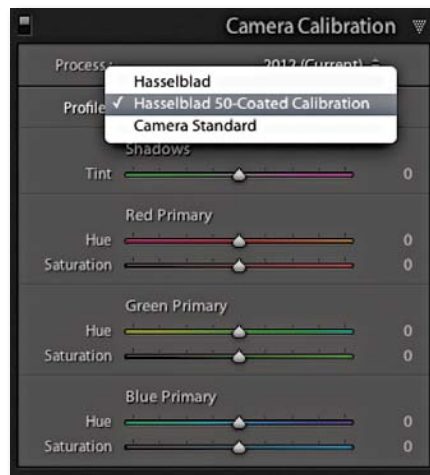 Camera Calibration
Process: 2012 (Current)
Hasselblad
Profile ✓ Hasselblad 50-Coated Calibration
Camera Standard
Shadows
Tint 0
Red Primary
Hue 0
Saturation 0
Green Primary
Hue 0
Saturation 0
Blue Primary
Hue 0
Saturation 0